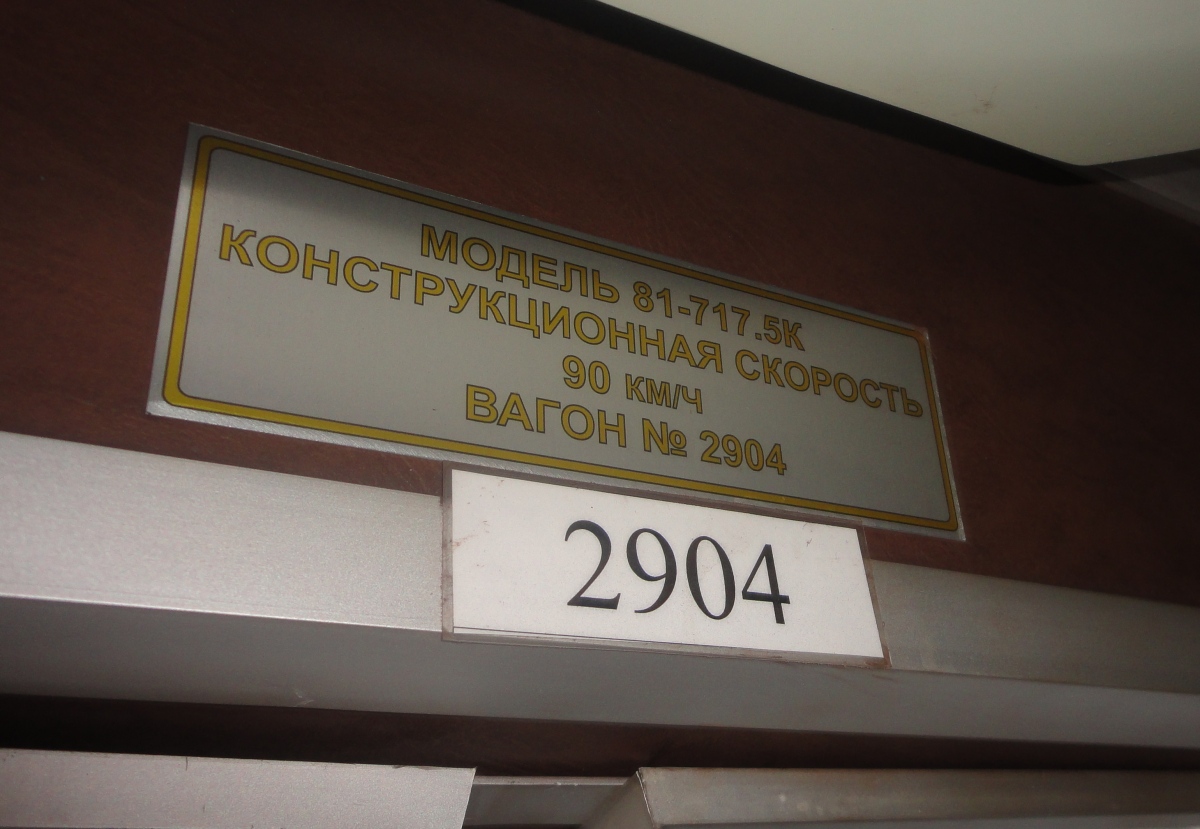 МОДЕЛЬ 81-717.5К
КОНСТРУКЦИОННАЯ СКОРОСТЬ
90 КМ/Ч
ВАГОН № 2904
2904